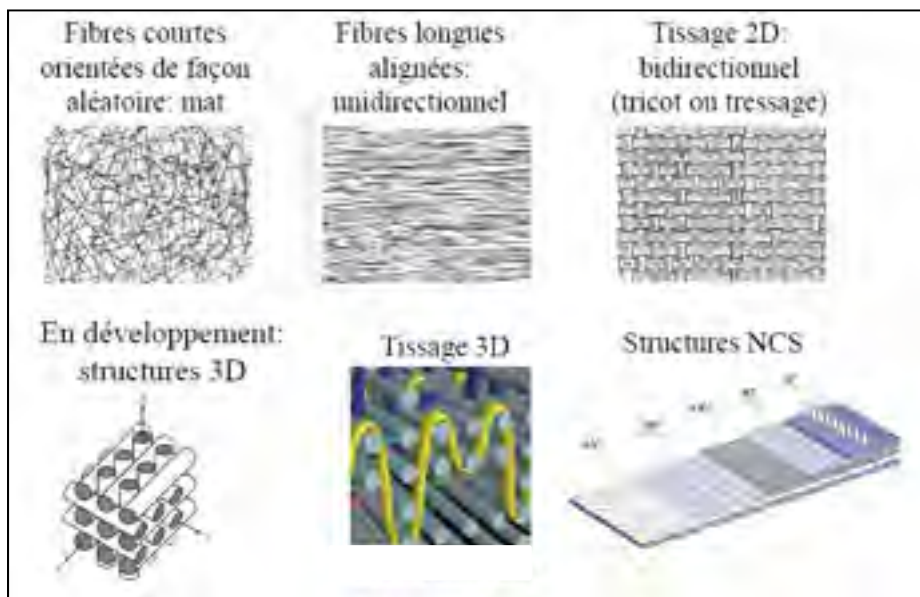 Fibres courtes
orientées de façon
aléatoire: mat
Fibres longues
alignées:
unidirectionnel
Tissage 2D:
bidirectionnel
(tricot ou tressage)
En développement:
structures 3D
Tissage 3D
Structures NCS